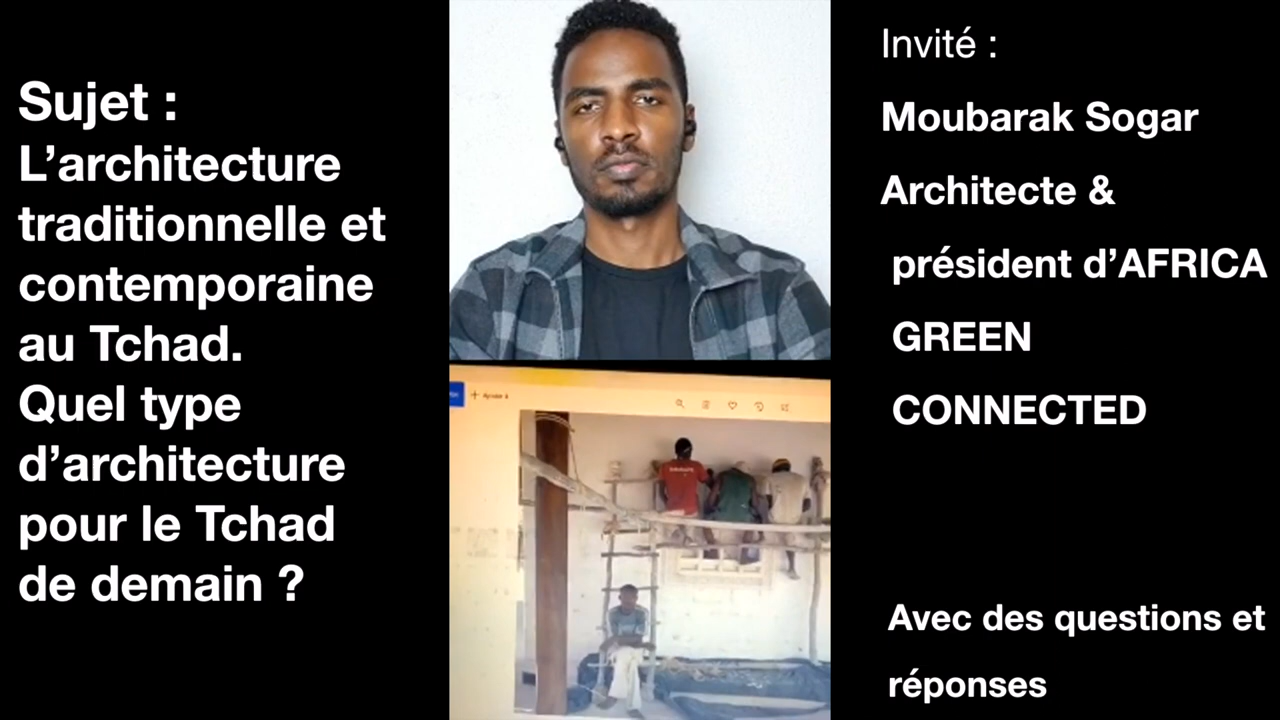 Sujet :
L’architecture
traditionnelle et
contemporaine
au Tchad.
Quel type
d’architecture
pour le Tchad
de demain ?
Invité :
Moubarak Sogar
Architecte &
président d’AFRICA
GREEN
CONNECTED
Avec des questions et
réponses